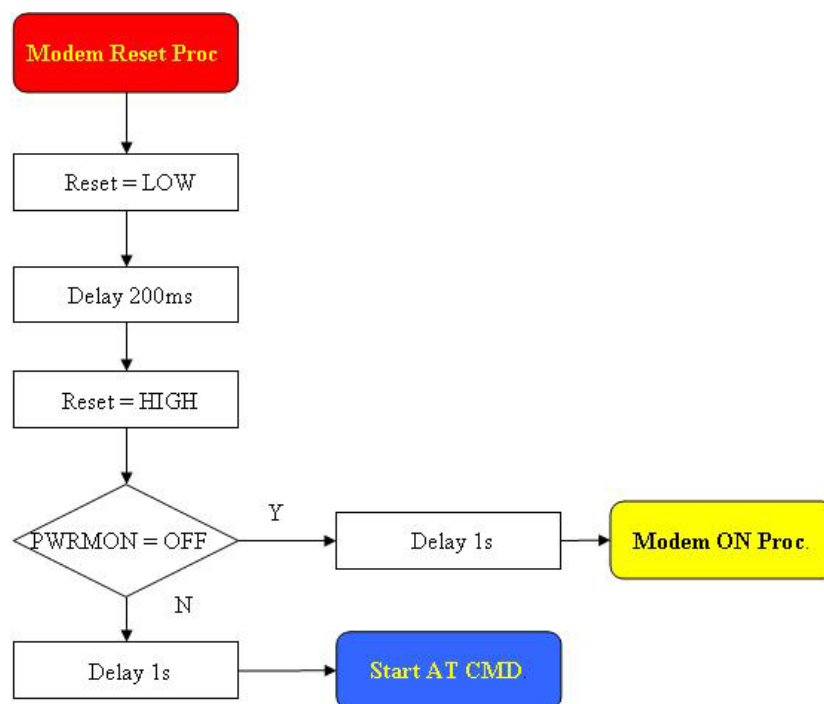 Modem Reset Proc.
Reset = LOW
Delay 200ms
Reset = HIGH
PWRMON = OFF
Y
Delay 1s
Modem ON Proc.
N
Delay 1s
Start AT CMD.